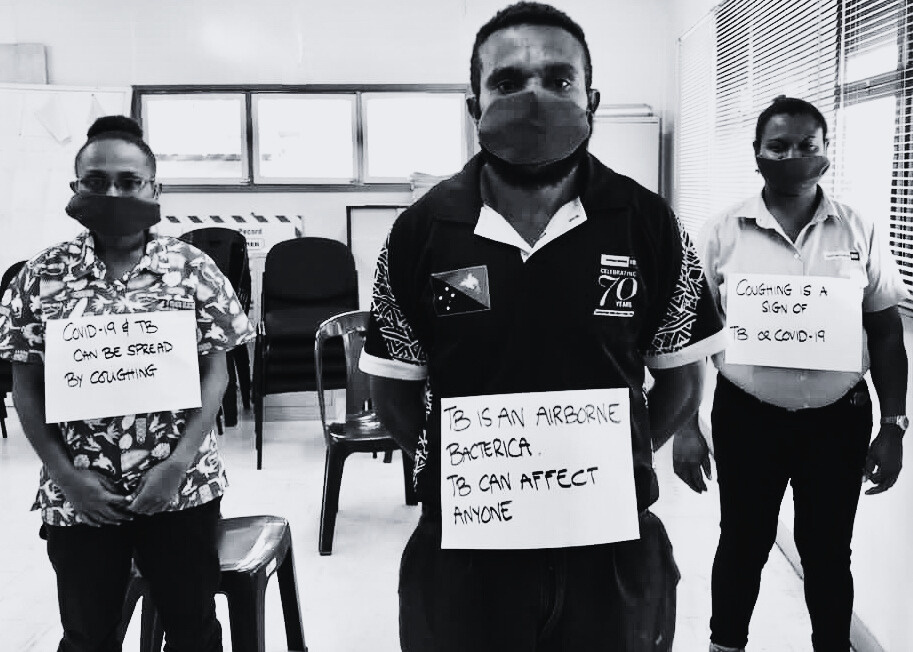 COVID-19 & TB
CAN BE SPREAD
BY COUGHING
TB IS AN AIRBORNE
BACTERICA.
TB CAN AFFECT
ANYONE
COUGHING IS A
SIGN OF
TB OR COVID-19
CELEBRATING
70
YEARS
Record